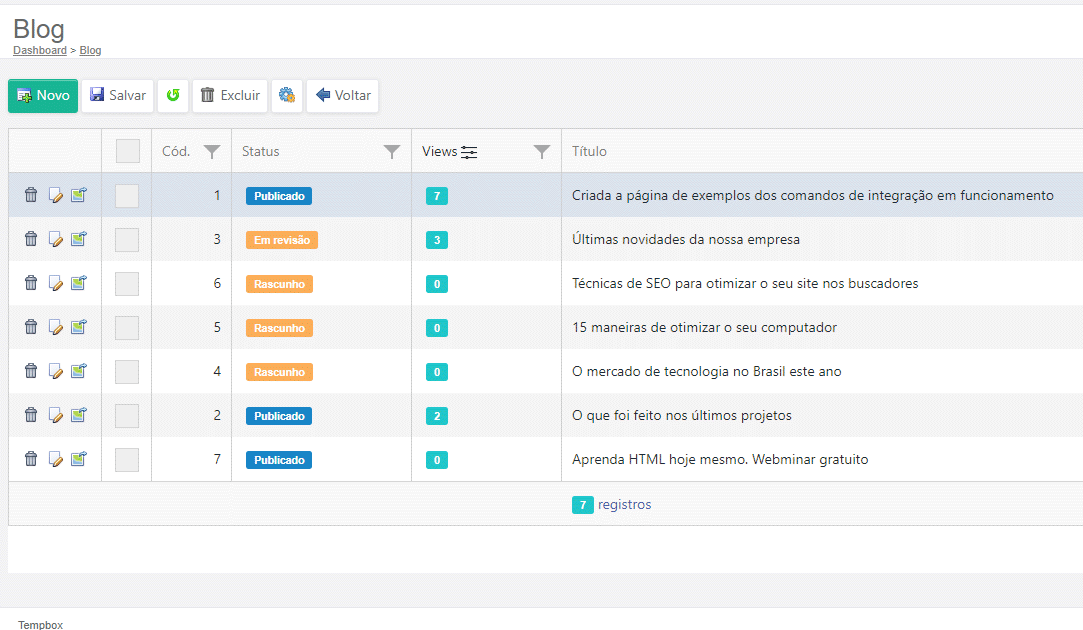 Blog
Dashboard > Blog
Novo Salvar Excluir Voltar
Cód. Status Views Título
1 Publicado 7 Criada a página de exemplos dos comandos de integração em funcionamento
3 Em revisão 3 Últimas novidades da nossa empresa
6 Rascunho 0 Técnicas de SEO para otimizar o seu site nos buscadores
5 Rascunho 0 15 maneiras de otimizar o seu computador
4 Rascunho 0 O mercado de tecnologia no Brasil este ano
2 Publicado 2 O que foi feito nos últimos projetos
7 Publicado 0 Aprenda HTML hoje mesmo. Webminar gratuito
7 registros
Tempbox